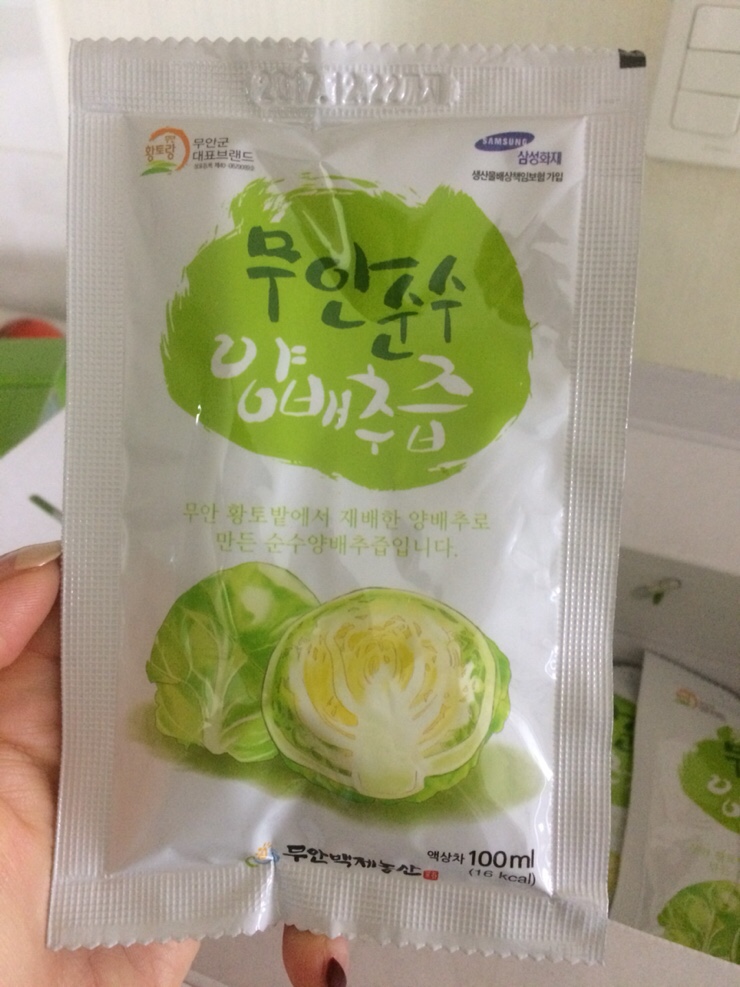 2017.12.22까지
황토랑
무안군
대표브랜드
SAMSUNG
삼성화재
생산물배상책임보험 가입
무안순수
양배추즙
무안 황토밭에서 재배한 양배추로
만든 순수양배추즙입니다.
무안백제농산
액상차 100ml
(16 kcal)